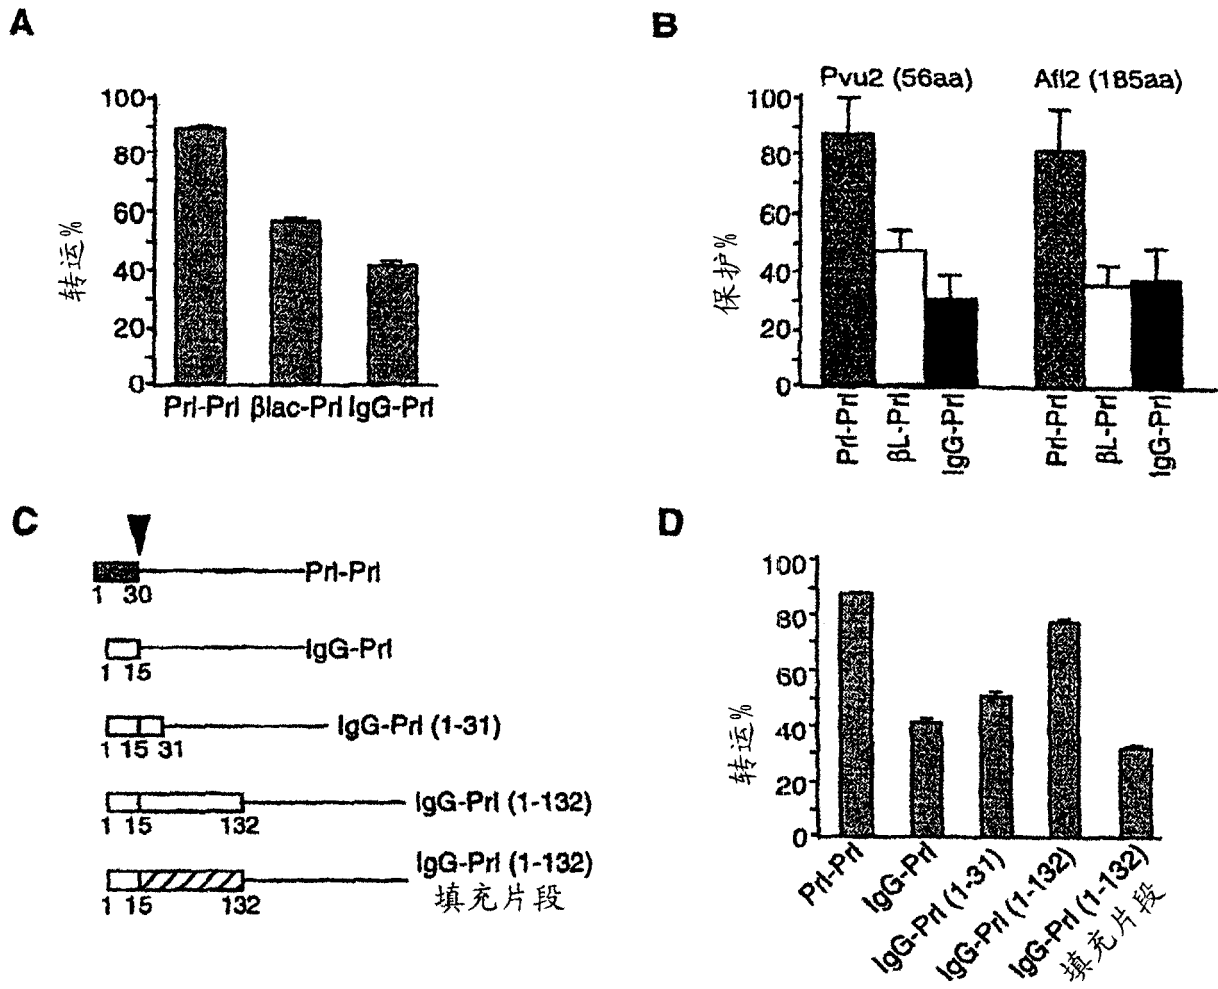 A
100
80
60
40
20
0
转运%
Prl-Prl βlac-Prl IgG-Prl
B
Pvu2 (56aa) Afl2 (185aa)
100
80
60
40
20
0
保护%
Prl-Prl
βL-Prl
IgG-Prl
Prl-Prl
βL-Prl
IgG-Prl
C
Prl-Prl
1 30
IgG-Prl
1 15
IgG-Prl (1-31)
1 15 31
IgG-Prl (1-132)
1 15 132
IgG-Prl (1-132)
填充片段
1 15 132
D
100
80
60
40
20
0
转运%
Prl-Prl
IgG-Prl
IgG-Prl (1-31)
IgG-Prl (1-132)
IgG-Prl (1-132)
填充片段